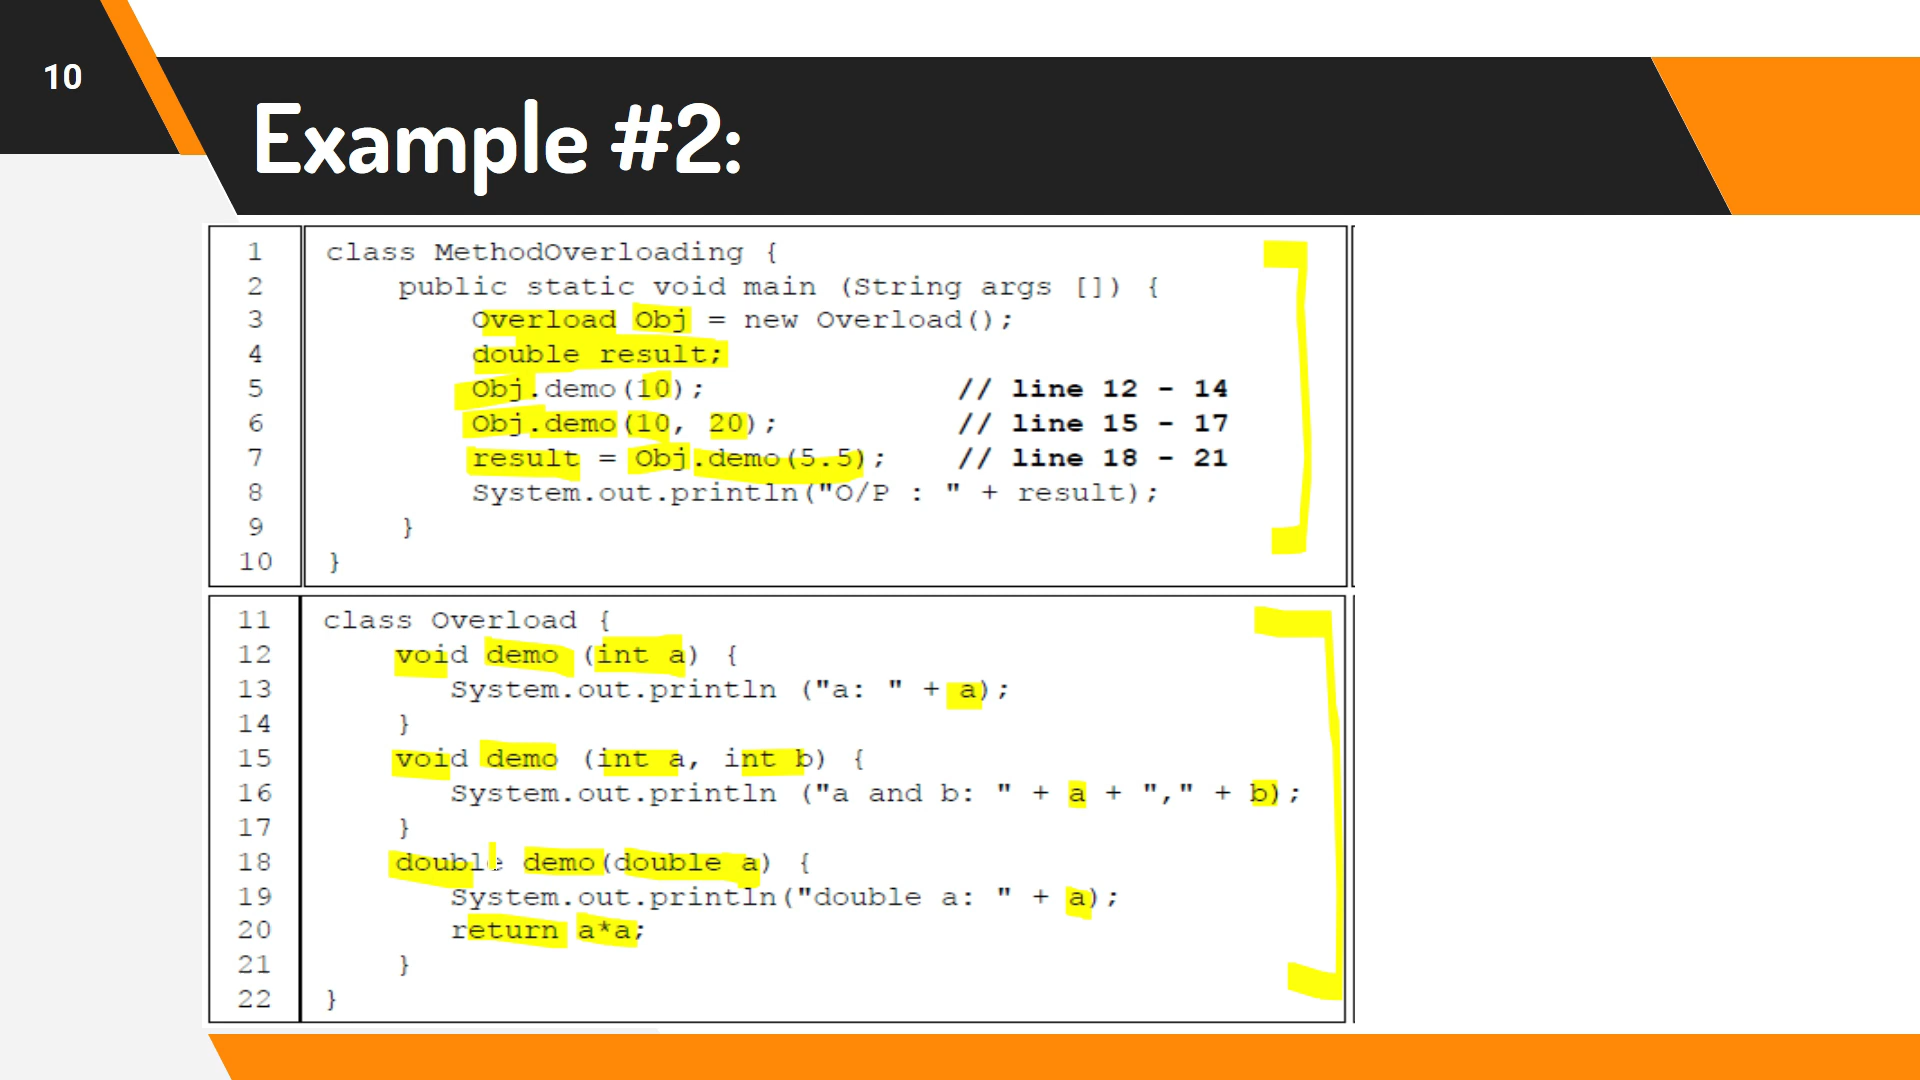 10
Example #2:
1 class MethodOverloading {
2 public static void main (String args []) {
3 Overload Obj = new Overload();
4 double result;
5 Obj.demo(10); // line 12 - 14
6 Obj.demo(10, 20); // line 15 - 17
7 result = Obj.demo(5.5); // line 18 - 21
8 System.out.println("O/P : " + result);
9 }
10 }
11 class Overload {
12 void demo (int a) {
13 System.out.println ("a: " + a);
14 }
15 void demo (int a, int b) {
16 System.out.println ("a and b: " + a + "," + b);
17 }
18 double demo(double a) {
19 System.out.println("double a: " + a);
20 return a*a;
21 }
22 }